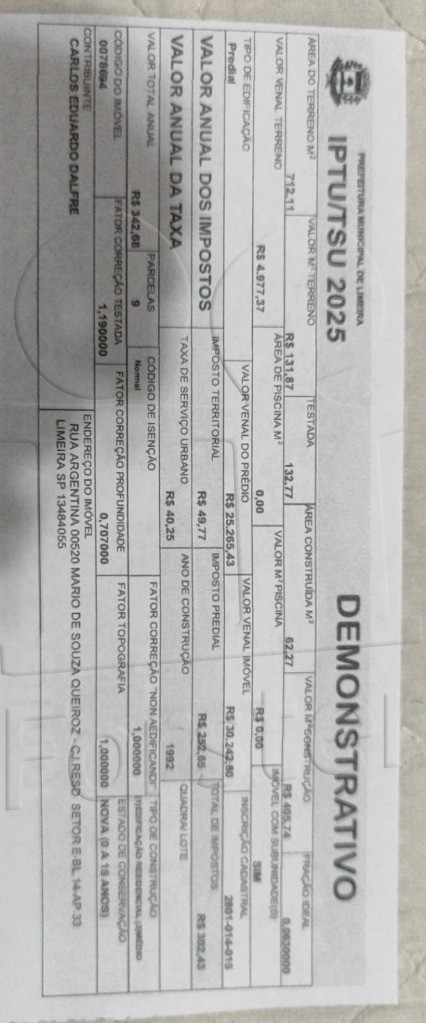 PREFEITURA MUNICIPAL DE LIMEIRA
IPTU/TSU 2025
DEMONSTRATIVO
ÁREA DO TERRENO M² VALOR M² TERRENO TESTADA ÁREA CONSTRUÍDA M² VALOR M² CONSTRUÇÃO FRAÇÃO IDEAL
712,11 R$ 131,87 132,77 62,27 R$ 405,74 0,0530000
VALOR VENAL TERRENO ÁREA DE PISCINA M² VALOR M² PISCINA IMÓVEL COM SUBUNIDADE(S)
R$ 4.977,37 0,00 R$ 0,00 SIM
TIPO DE EDIFICAÇÃO VALOR VENAL DO PRÉDIO VALOR VENAL IMÓVEL INSCRIÇÃO CADASTRAL
Predial R$ 25.265,43 R$ 30.242,80 2801-014-015
VALOR ANUAL DOS IMPOSTOS IMPOSTO TERRITORIAL IMPOSTO PREDIAL TOTAL DE IMPOSTOS
R$ 49,77 R$ 252,65 R$ 302,43
VALOR ANUAL DA TAXA TAXA DE SERVIÇO URBANO ANO DE CONSTRUÇÃO QUADRA/ LOTE
R$ 40,25 1992
VALOR TOTAL ANUAL PARCELAS CÓDIGO DE ISENÇÃO FATOR CORREÇÃO "NON AEDIFICANDI" TIPO DE CONSTRUÇÃO
R$ 342,68 9 Normal 1,000000 EDIFICAÇÃO RESIDENCIAL
CÓDIGO DO IMÓVEL FATOR CORREÇÃO TESTADA FATOR CORREÇÃO PROFUNDIDADE FATOR TOPOGRAFIA ESTADO DE CONSERVAÇÃO
0078694 1,190000 0,707000 1,000000 NOVA (0 A 15 ANOS)
CONTRIBUINTE ENDEREÇO DO IMÓVEL
CARLOS EDUARDO DALFRE RUA ARGENTINA 00520 MARIO DE SOUZA QUEIROZ - CJ.RESD SETOR E-BL 14-AP 33
LIMEIRA SP 13484055